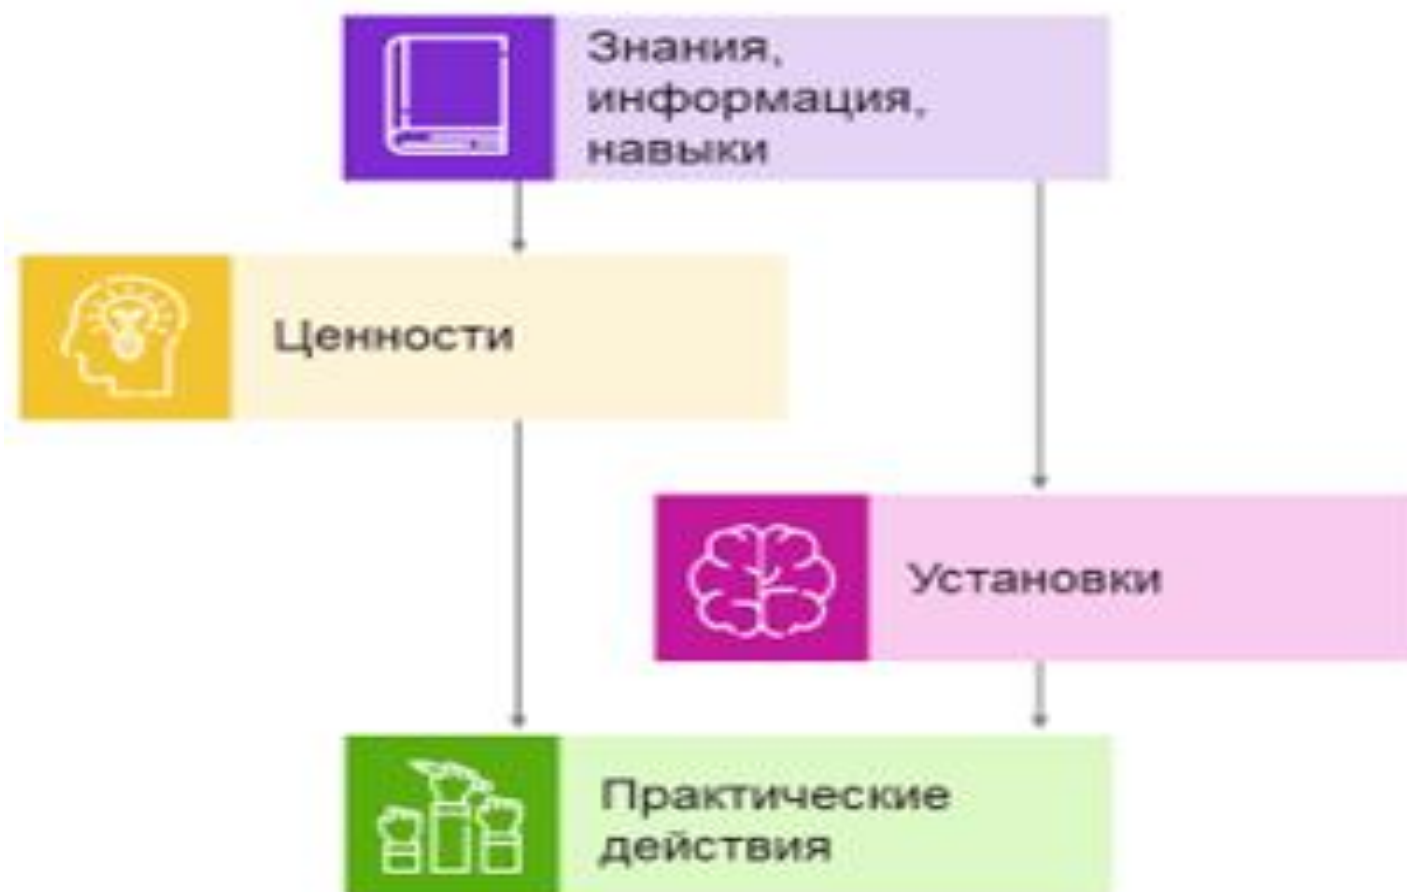 Знания,
информация,
навыки
Ценности
Установки
Практические
действия